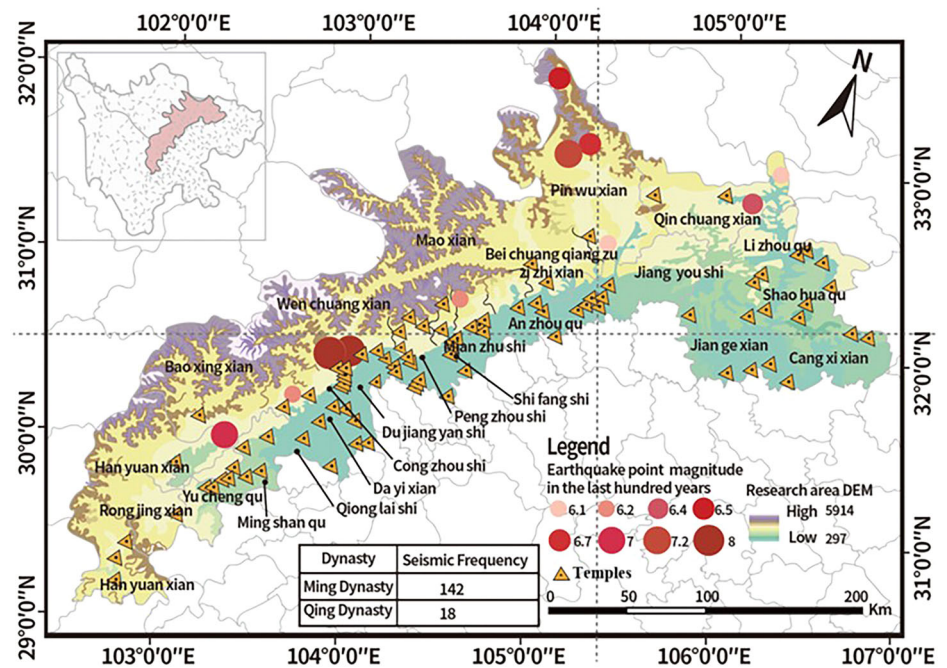 102°0'0"E 103°0'0"E 104°0'0"E 105°0'0"E
32°0'0"N
31°0'0"N
30°0'0"N
29°0'0"N
N
33°0'0"N
32°0'0"N
31°0'0"N
Pin wu xian
Qin chuang xian
Mao xian
Bei chuang qiang zu
zi zhi xian
Li zhou qu
Jiang you shi
Wen chuang xian
Shao hua qu
An zhou qu
Mian zhu shi
Jian ge xian
Bao xing xian
Cang xi xian
Shi fang shi
Peng zhou shi
Du jiang yan shi
Cong zhou shi
Han yuan xian
Da yi xian
Yu cheng qu
Qiong lai shi
Rong jing xian
Ming shan qu
Han yuan xian
Legend
Earthquake point magnitude
in the last hundred years
6.1 6.2 6.4 6.5
6.7 7 7.2 8
Temples
Research area DEM
High 5914
Low 297
0 50 100 200 Km
Dynasty Seismic Frequency
Ming Dynasty 142
Qing Dynasty 18
103°0'0"E 104°0'0"E 105°0'0"E 106°0'0"E 107°0'0"E